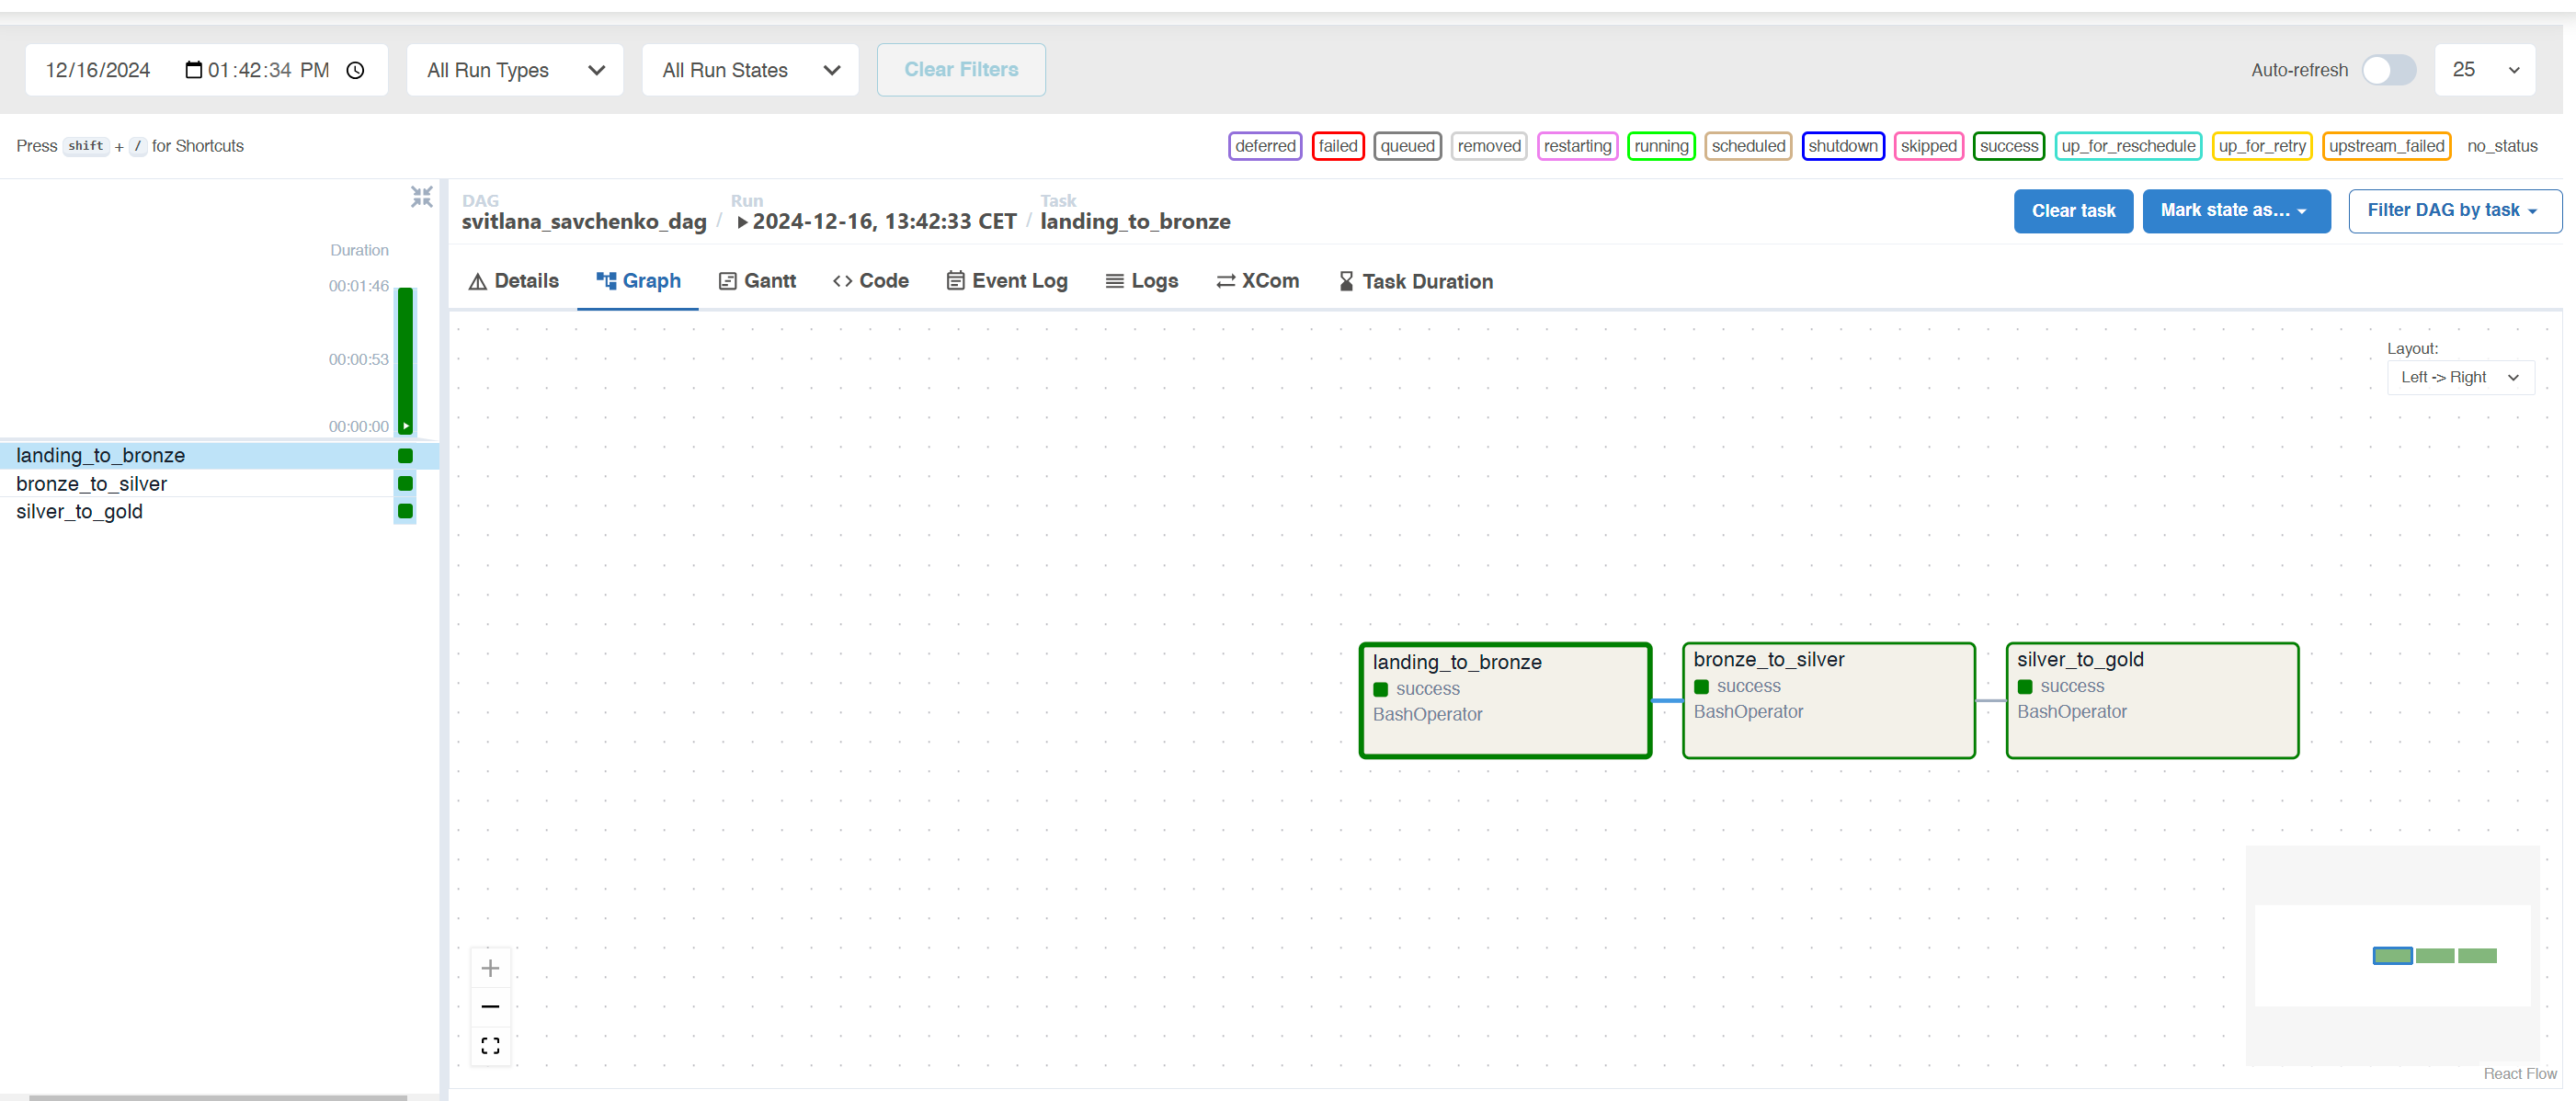 12/16/2024 01:42:34 PM All Run Types All Run States Clear Filters Auto-refresh 25
Press shift + / for Shortcuts deferred failed queued removed restarting running scheduled shutdown skipped success up_for_reschedule up_for_retry upstream_failed no_status
DAG Run Task
svitlana_savchenko_dag / 2024-12-16, 13:42:33 CET / landing_to_bronze Clear task Mark state as... Filter DAG by task
Details Graph Gantt <> Code Event Log Logs XCom Task Duration
Duration
00:01:46
00:00:53
00:00:00
landing_to_bronze
bronze_to_silver
silver_to_gold
Layout:
Left -> Right
landing_to_bronze
success
BashOperator
bronze_to_silver
success
BashOperator
silver_to_gold
success
BashOperator
React Flow